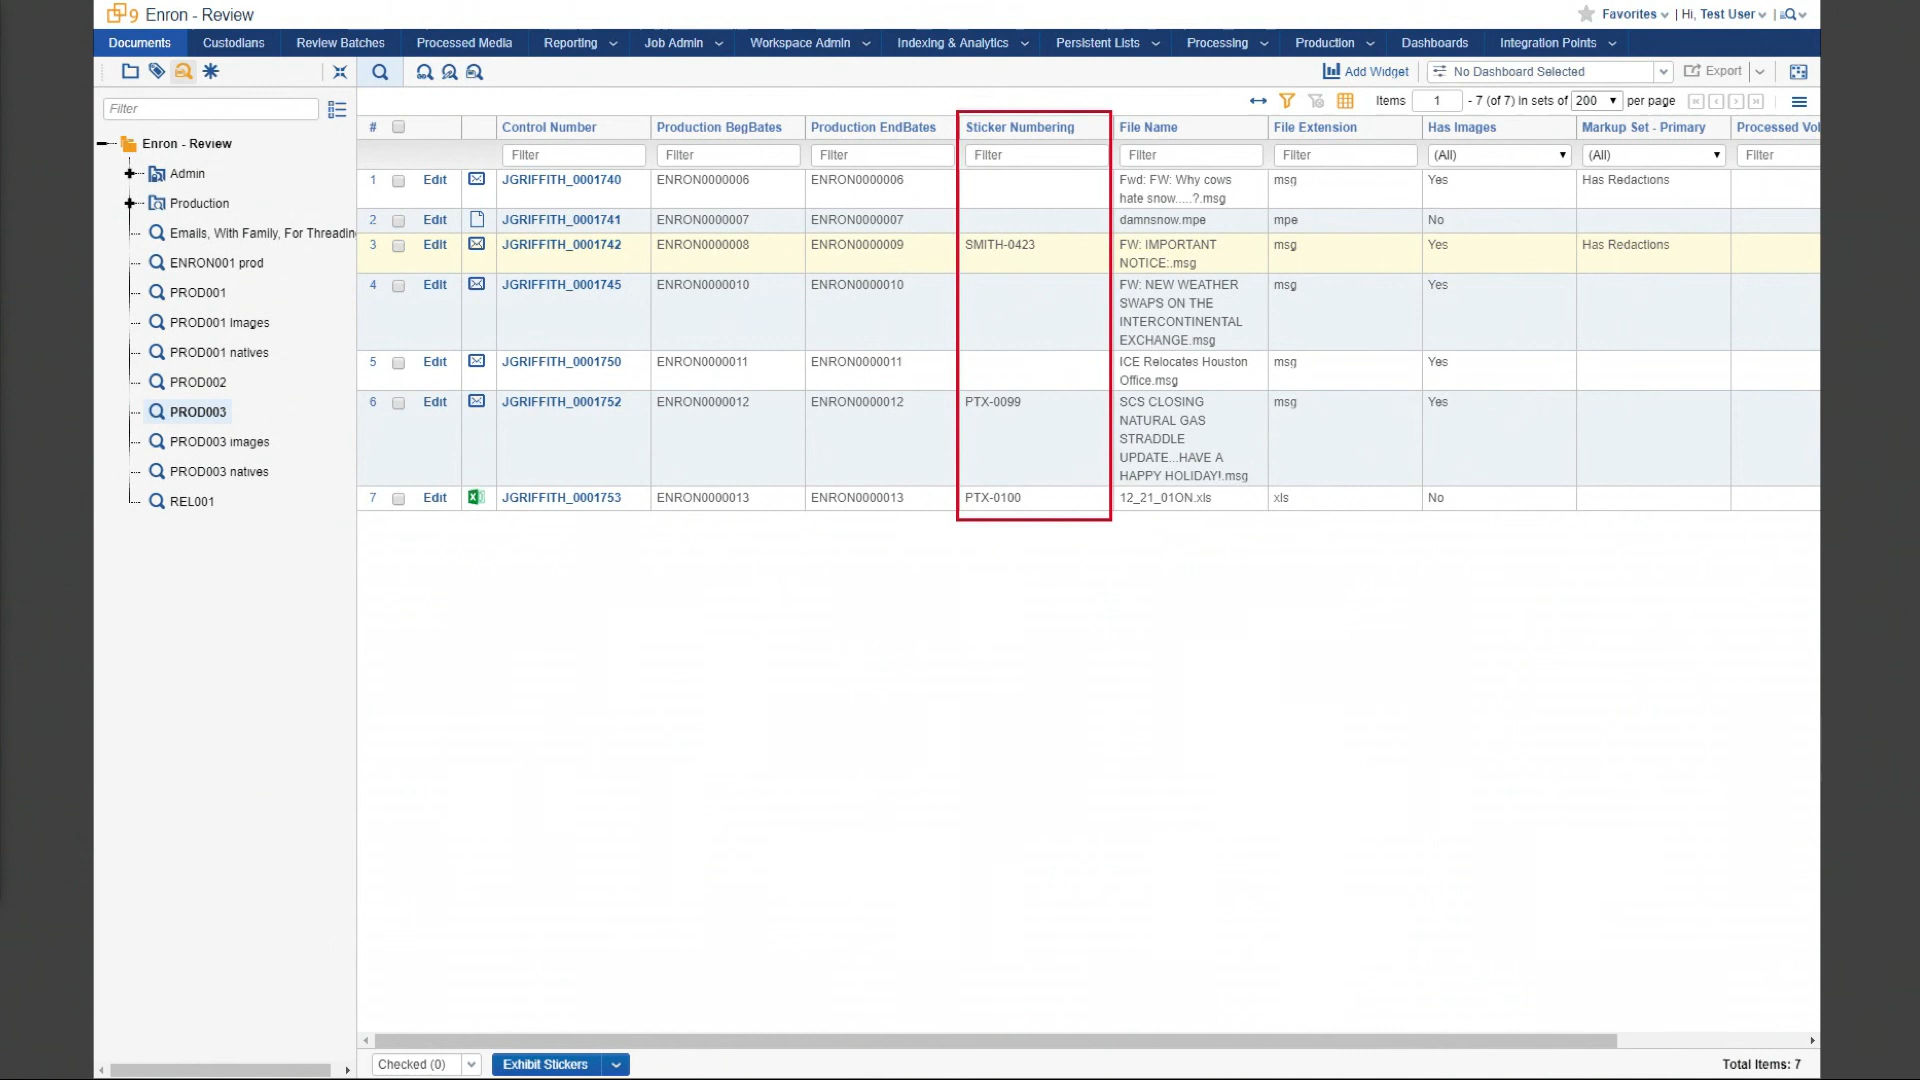 9 Enron - Review
Favorites | Hi, Test User |
Documents Custodians Review Batches Processed Media Reporting Job Admin Workspace Admin Indexing & Analytics Persistent Lists Processing Production Dashboards Integration Points
Add Widget No Dashboard Selected Export
Filter
Items 1 - 7 (of 7) In sets of 200 per page
Enron - Review
Admin
Production
Emails, With Family, For Threadin
ENRON001 prod
PROD001
PROD001 Images
PROD001 natives
PROD002
PROD003
PROD003 images
PROD003 natives
REL001
# Control Number Production BegBates Production EndBates Sticker Numbering File Name File Extension Has Images Markup Set - Primary Processed Vol
Filter Filter Filter Filter Filter Filter (All) (All) Filter
1 Edit JGRIFFITH_0001740 ENRON0000006 ENRON0000006 Fwd: FW: Why cows msg Yes Has Redactions
hate snow.....?.msg
2 Edit JGRIFFITH_0001741 ENRON0000007 ENRON0000007 damnsnow.mpe mpe No
3 Edit JGRIFFITH_0001742 ENRON0000008 ENRON0000009 SMITH-0423 FW: IMPORTANT msg Yes Has Redactions
NOTICE:.msg
4 Edit JGRIFFITH_0001745 ENRON0000010 ENRON0000010 FW: NEW WEATHER msg Yes
SWAPS ON THE
INTERCONTINENTAL
EXCHANGE.msg
5 Edit JGRIFFITH_0001750 ENRON0000011 ENRON0000011 ICE Relocates Houston msg Yes
Office.msg
6 Edit JGRIFFITH_0001752 ENRON0000012 ENRON0000012 PTX-0099 SCS CLOSING msg Yes
NATURAL GAS
STRADDLE
UPDATE...HAVE A
HAPPY HOLIDAY!.msg
7 Edit JGRIFFITH_0001753 ENRON0000013 ENRON0000013 PTX-0100 12_21_01ON.xls xls No
Checked (0) Exhibit Stickers Total Items: 7